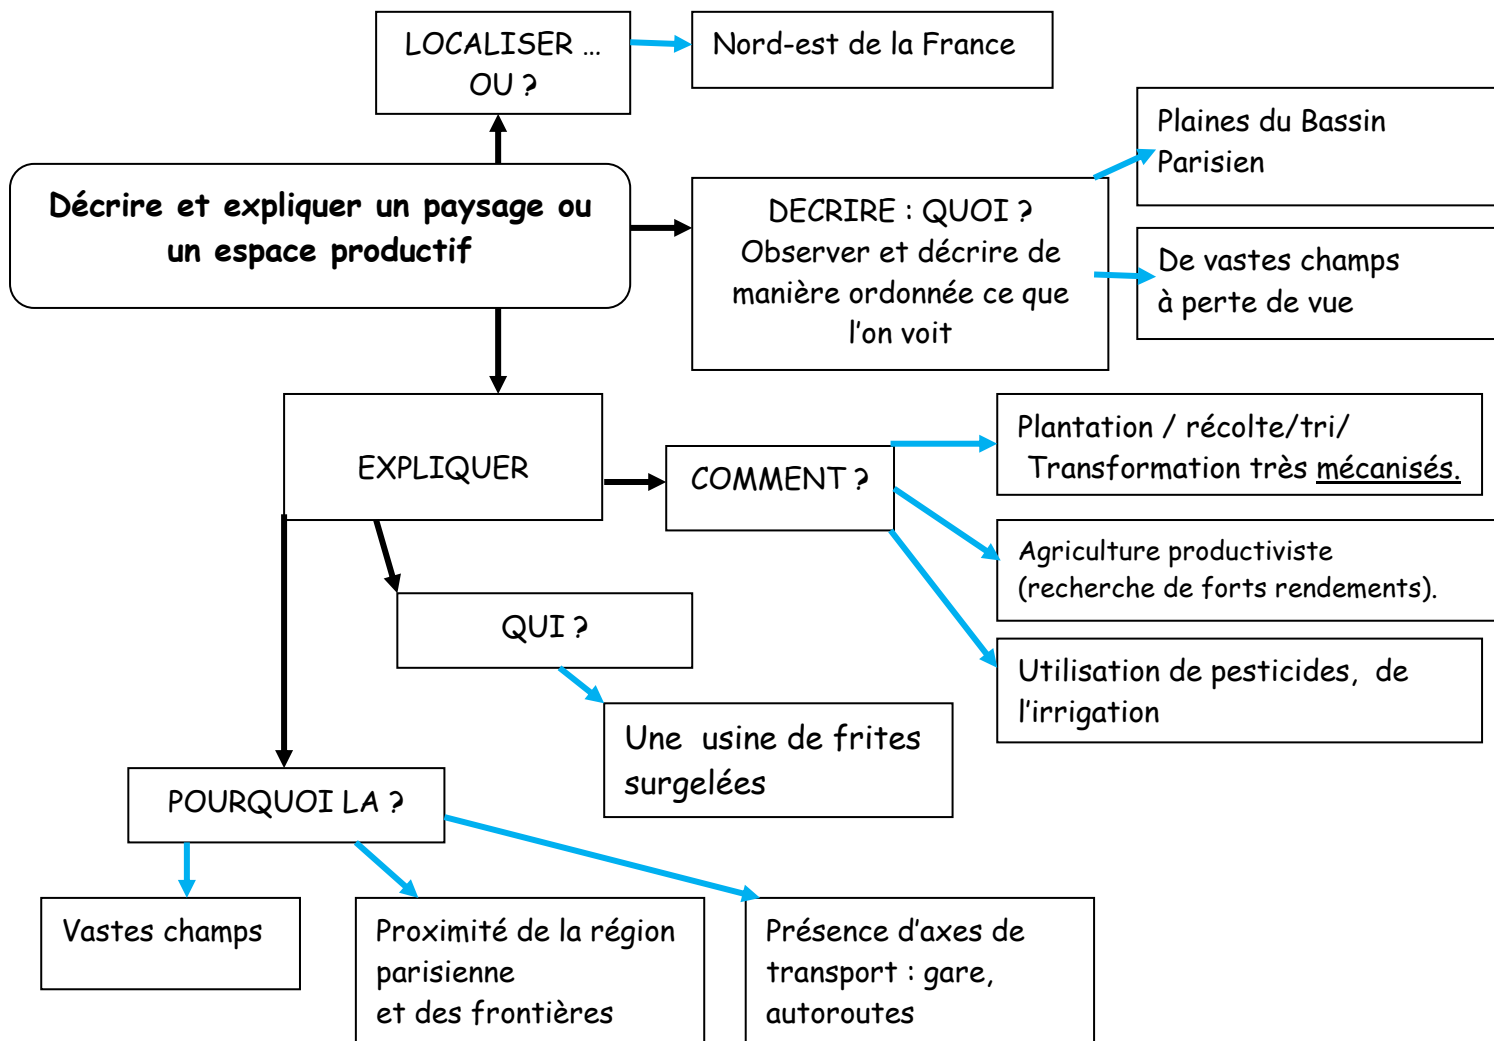 LOCALISER ...
OU ?
Nord-est de la France
Décrire et expliquer un paysage ou
un espace productif
DECRIRE : QUOI ?
Observer et décrire de
manière ordonnée ce que
l'on voit
Plaines du Bassin
Parisien
De vastes champs
à perte de vue
EXPLIQUER
COMMENT ?
Plantation / récolte/tri/
Transformation très mécanisés.
Agriculture productiviste
(recherche de forts rendements).
Utilisation de pesticides, de
l'irrigation
QUI ?
Une usine de frites
surgelées
POURQUOI LA ?
Vastes champs
Proximité de la région
parisienne
et des frontières
Présence d'axes de
transport : gare,
autoroutes